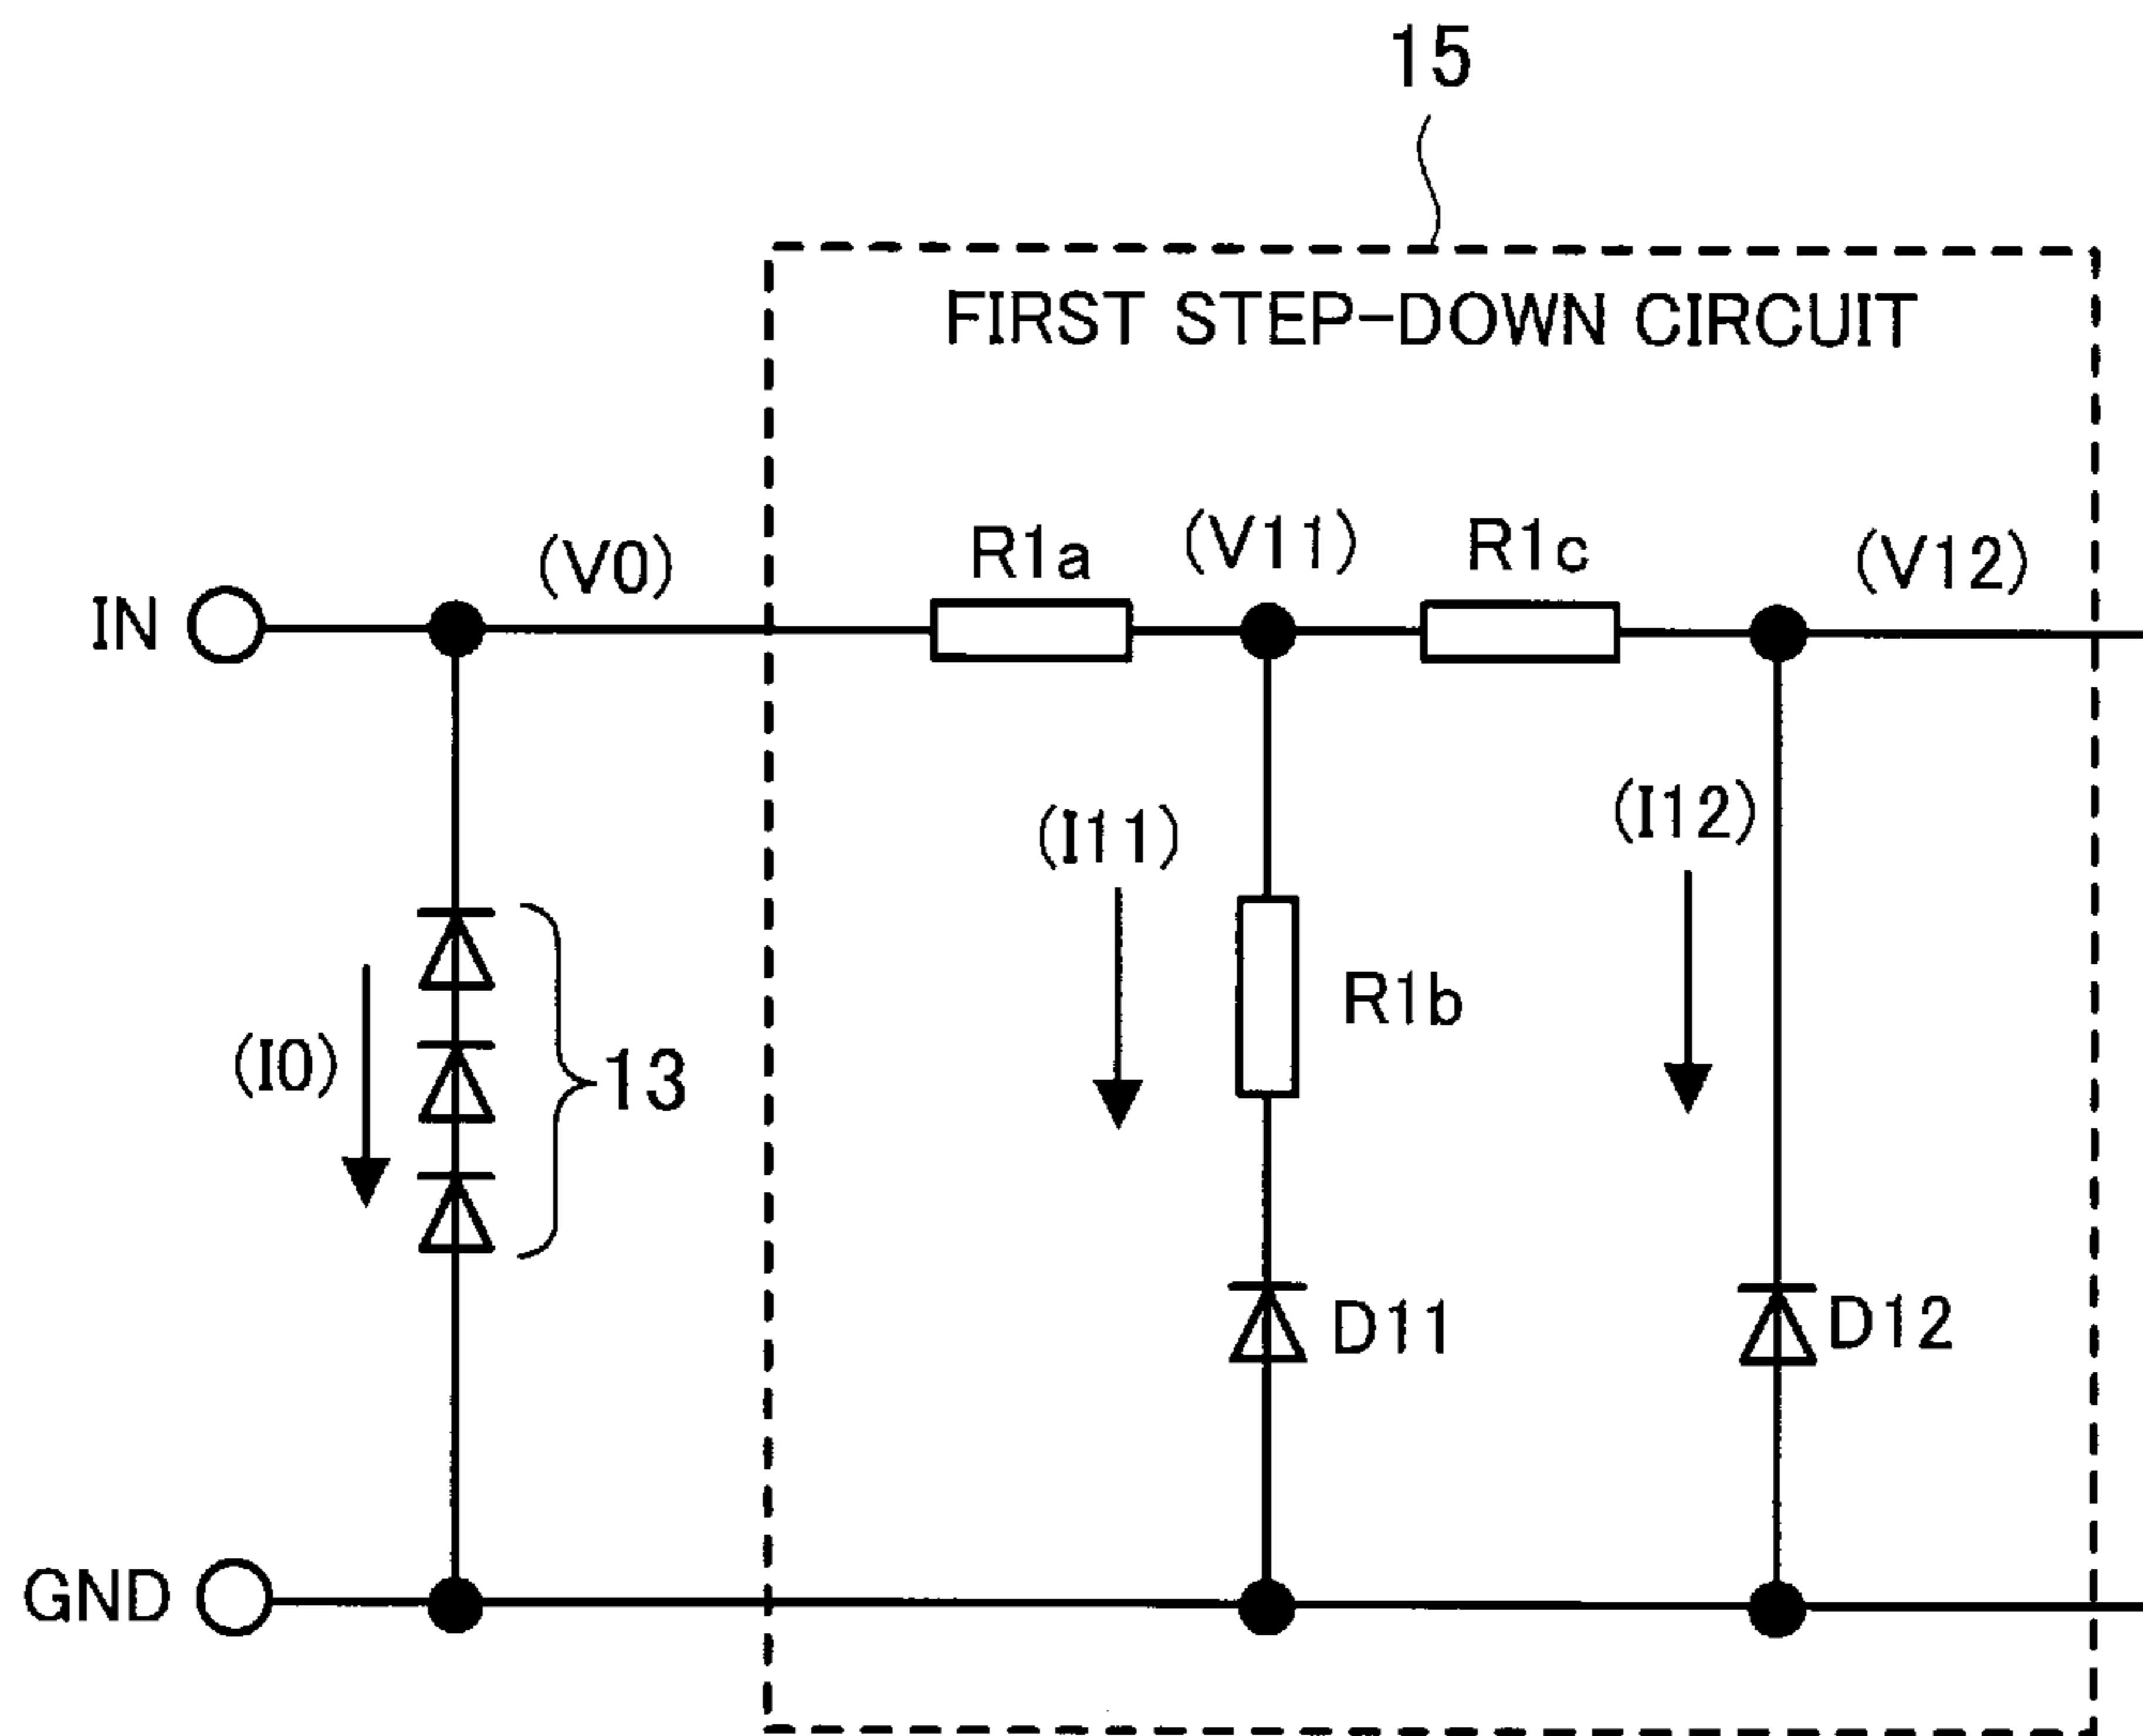 15
FIRST STEP-DOWN CIRCUIT
IN
(V0)
R1a
(V11)
R1c
(V12)
(I11)
(I12)
(I0)
13
R1b
D11
D12
GND